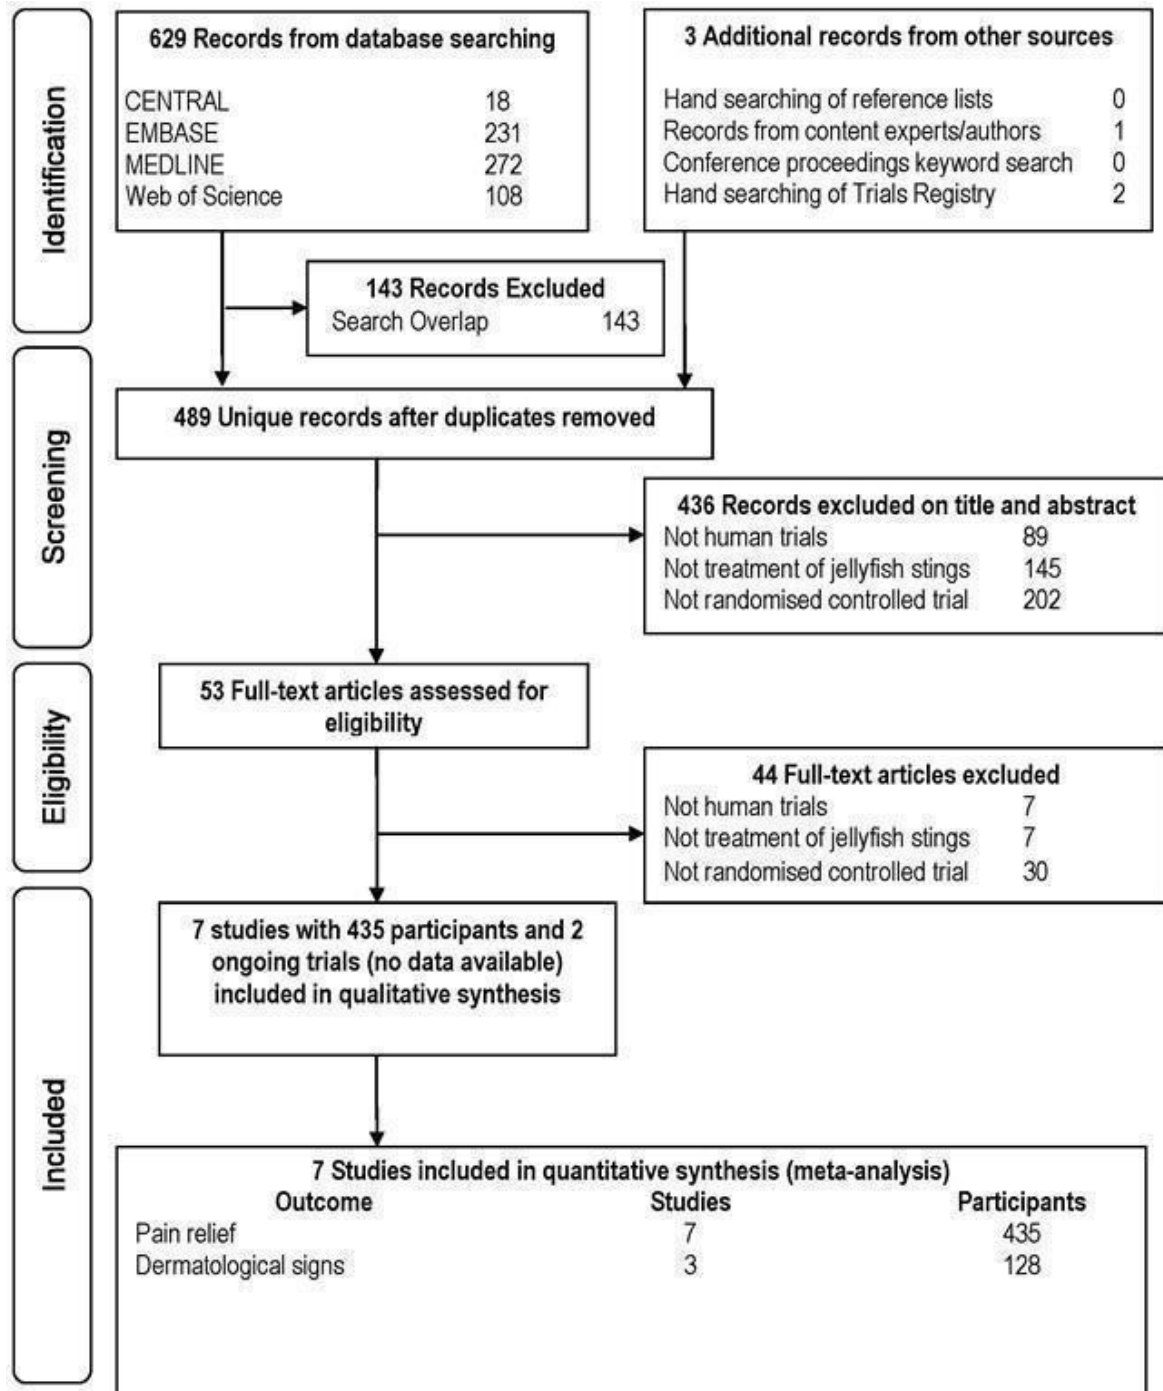 Identification
629 Records from database searching
CENTRAL 18
EMBASE 231
MEDLINE 272
Web of Science 108
3 Additional records from other sources
Hand searching of reference lists 0
Records from content experts/authors 1
Conference proceedings keyword search 0
Hand searching of Trials Registry 2
143 Records Excluded
Search Overlap 143
Screening
489 Unique records after duplicates removed
436 Records excluded on title and abstract
Not human trials 89
Not treatment of jellyfish stings 145
Not randomised controlled trial 202
Eligibility
53 Full-text articles assessed for
eligibility
44 Full-text articles excluded
Not human trials 7
Not treatment of jellyfish stings 7
Not randomised controlled trial 30
Included
7 studies with 435 participants and 2
ongoing trials (no data available)
included in qualitative synthesis
7 Studies included in quantitative synthesis (meta-analysis)
Outcome Studies Participants
Pain relief 7 435
Dermatological signs 3 128